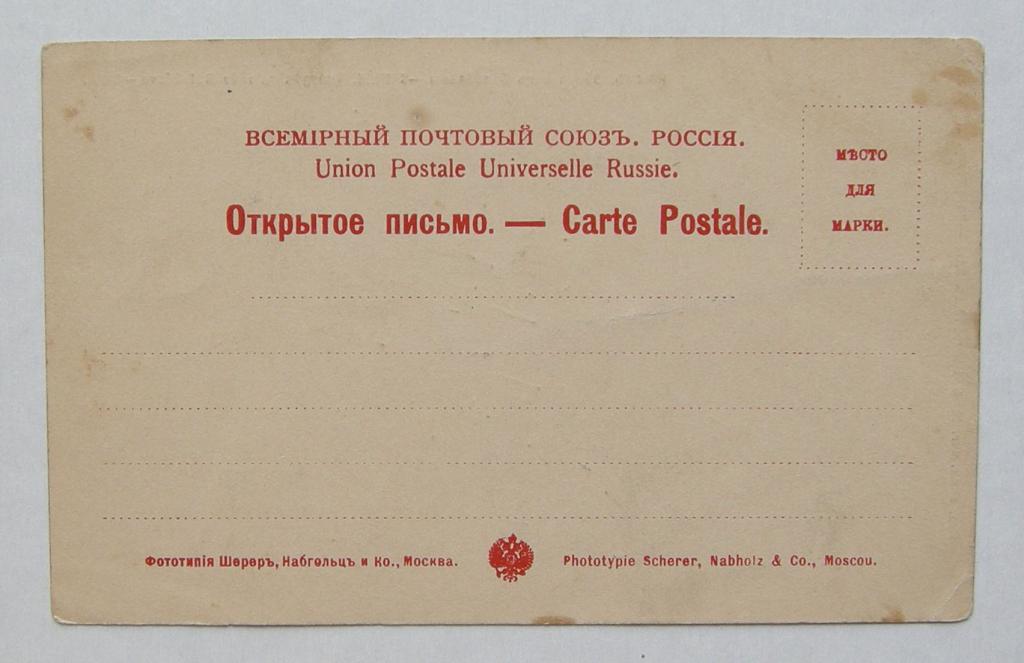 ВСЕМІРНЫЙ ПОЧТОВЫЙ СОЮЗЪ. РОССІЯ.
Union Postale Universelle Russie.
Открытое письмо. — Carte Postale.
МѢСТО
ДЛЯ
МАРКИ.
Фототипія Шереръ, Набгольцъ и Ко., Москва.
Phototypie Scherer, Nabholz & Co., Moscou.